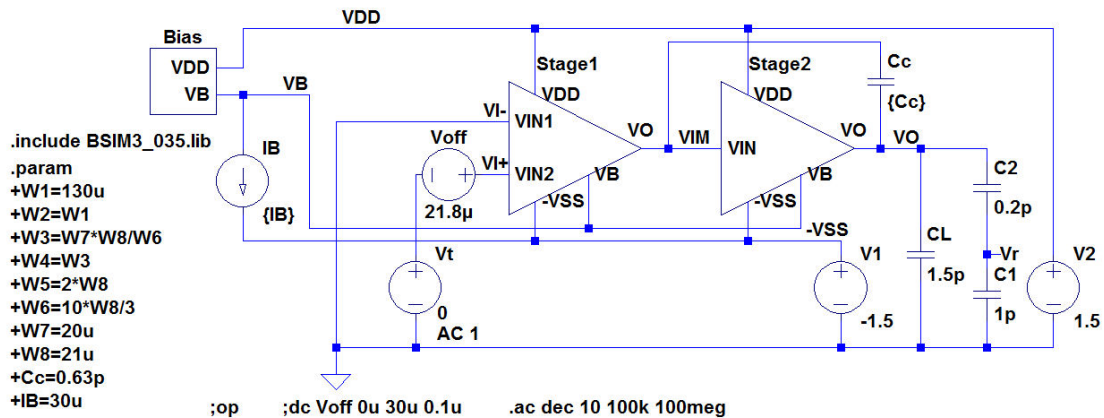 VDD
Bias
VDD
VB
VB
Stage1
VDD
VI-
VIN1
VI+
VIN2
VO
VB
-VSS
Voff
21.8µ
VIM
Stage2
VDD
VIN
VO
VB
-VSS
Cc
{Cc}
VO
IB
{IB}
Vt
0
AC 1
-VSS
V1
-1.5
CL
1.5p
C2
0.2p
Vr
C1
1p
V2
1.5
.include BSIM3_035.lib
.param
+W1=130u
+W2=W1
+W3=W7*W8/W6
+W4=W3
+W5=2*W8
+W6=10*W8/3
+W7=20u
+W8=21u
+Cc=0.63p
+IB=30u
;op
;dc Voff 0u 30u 0.1u
.ac dec 10 100k 100meg